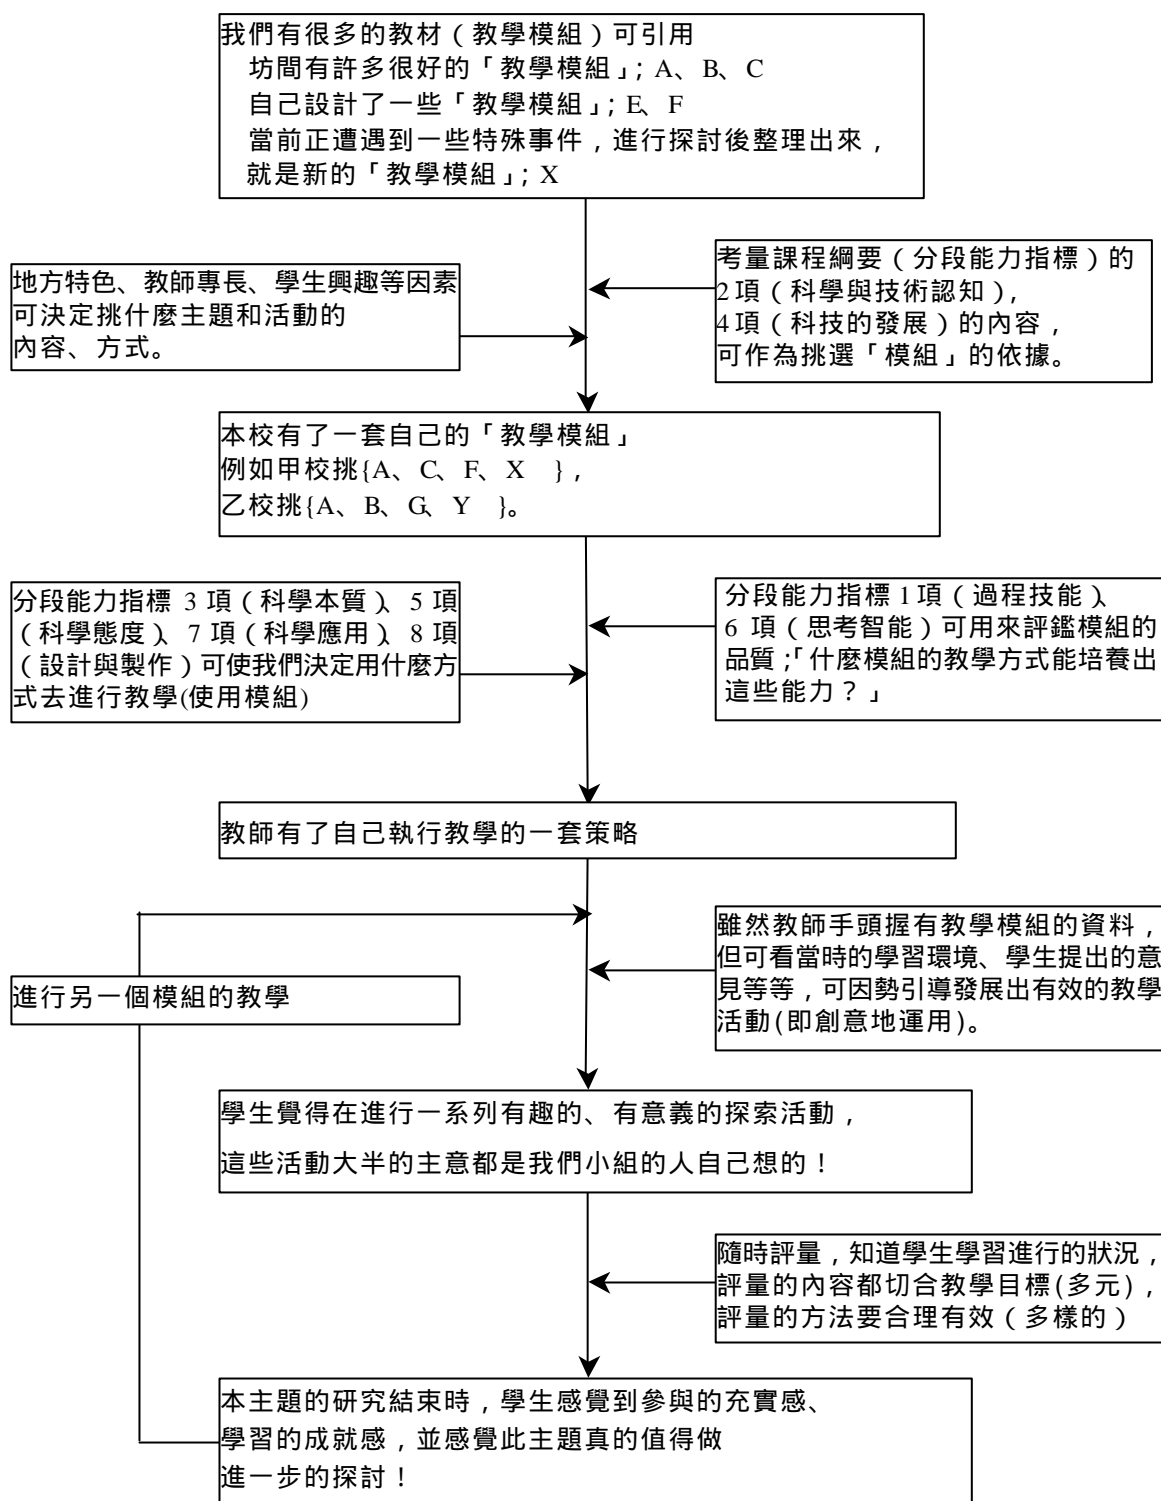 我們有很多的教材（教學模組）可引用
坊間有許多很好的「教學模組」；A、B、C
自己設計了一些「教學模組」；E、F
當前正遭遇到一些特殊事件，進行探討後整理出來，
就是新的「教學模組」；X
地方特色、教師專長、學生興趣等因素
可決定挑什麼主題和活動的
內容、方式。
考量課程綱要（分段能力指標）的
2項（科學與技術認知），
4項（科技的發展）的內容，
可作為挑選「模組」的依據。
本校有了一套自己的「教學模組」
例如甲校挑{A、C、F、X }，
乙校挑{A、B、G、Y }。
分段能力指標 3 項（科學本質）、5 項
（科學態度）、7 項（科學應用）、8 項
（設計與製作）可使我們決定用什麼方
式去進行教學(使用模組)
分段能力指標 1 項（過程技能）、
6 項（思考智能）可用來評鑑模組的
品質；「什麼模組的教學方式能培養出
這些能力？」
教師有了自己執行教學的一套策略
雖然教師手頭握有教學模組的資料，
但可看當時的學習環境、學生提出的意
見等等，可因勢引導發展出有效的教學
活動(即創意地運用)。
進行另一個模組的教學
學生覺得在進行一系列有趣的、有意義的探索活動，
這些活動大半的主意都是我們小組的人自己想的！
隨時評量，知道學生學習進行的狀況，
評量的內容都切合教學目標(多元)，
評量的方法要合理有效（多樣的）
本主題的研究結束時，學生感覺到參與的充實感、
學習的成就感，並感覺此主題真的值得做
進一步的探討！